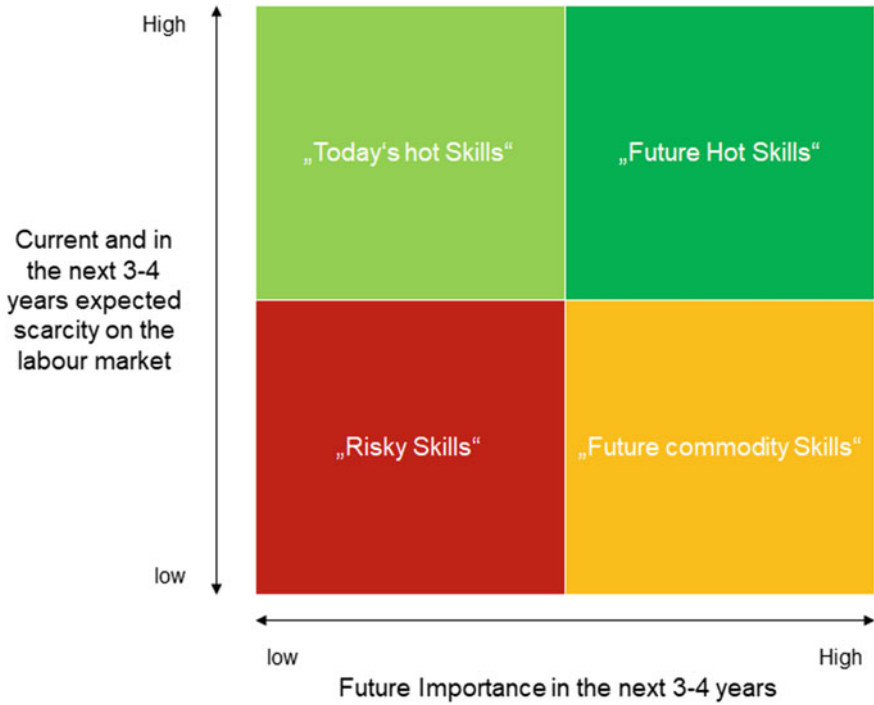 High
„Today‘s hot Skills“
„Future Hot Skills“
Current and in
the next 3-4
years expected
scarcity on the
labour market
„Risky Skills“
„Future commodity Skills“
low
low
High
Future Importance in the next 3-4 years